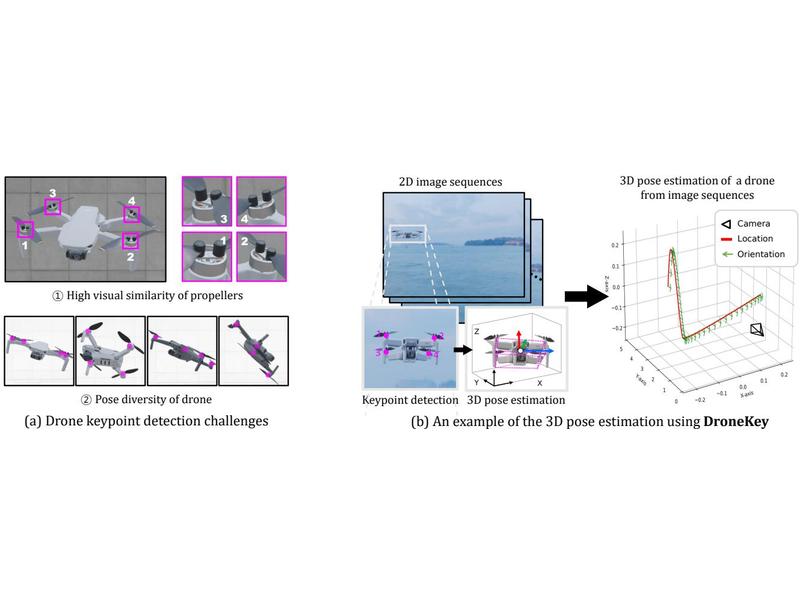 3
4
1
2
3
4
1
2
① High visual similarity of propellers
② Pose diversity of drone
(a) Drone keypoint detection challenges
2D image sequences
3
Z
Y
X
Keypoint detection
3D pose estimation
3D pose estimation of a drone
from image sequences
Camera
Location
Orientation
0.2
0.1
0.0
−0.1
−0.2
Z-axis
5
4
3
2
1
0
Y-axis
−0.2
−0.1
0.0
0.1
0.2
X-axis
(b) An example of the 3D pose estimation using DroneKey